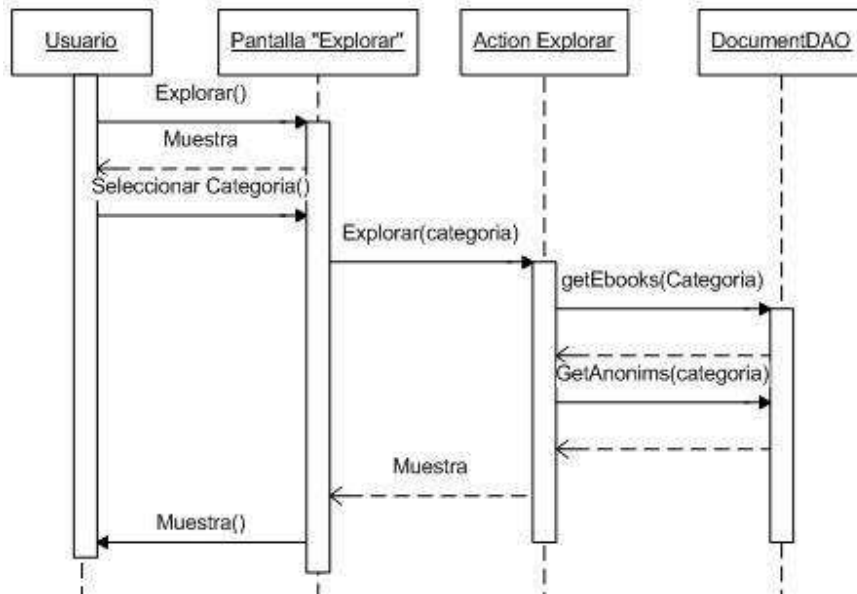 Usuario
Pantalla "Explorar"
Action Explorar
DocumentDAO
Explorar()
Muestra
Seleccionar Categoria()
Explorar(categoria)
getEbooks(Categoria)
GetAnonims(categoria)
Muestra
Muestra()